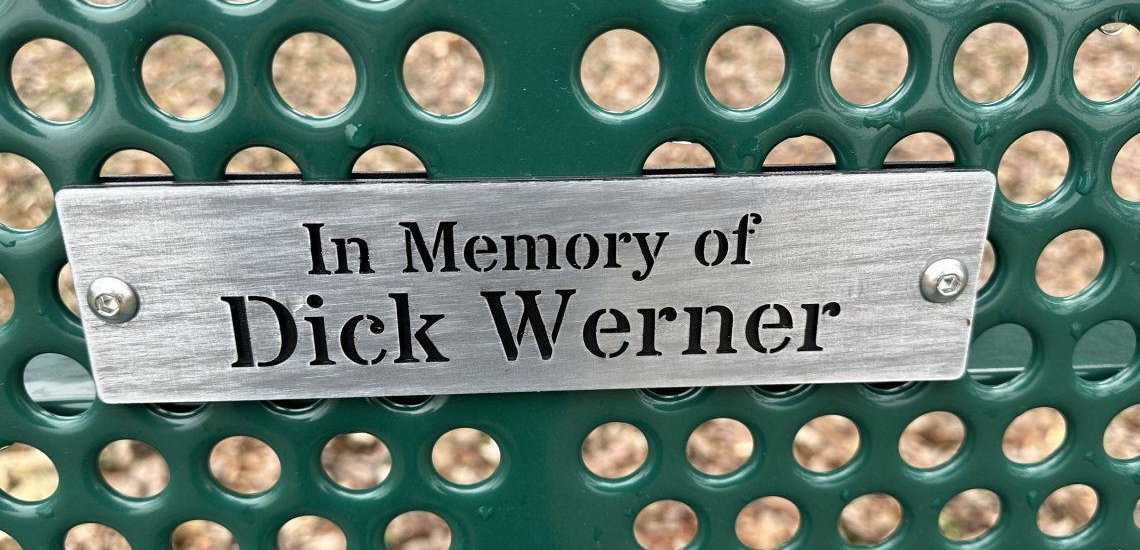 In Memory of
Dick Werner